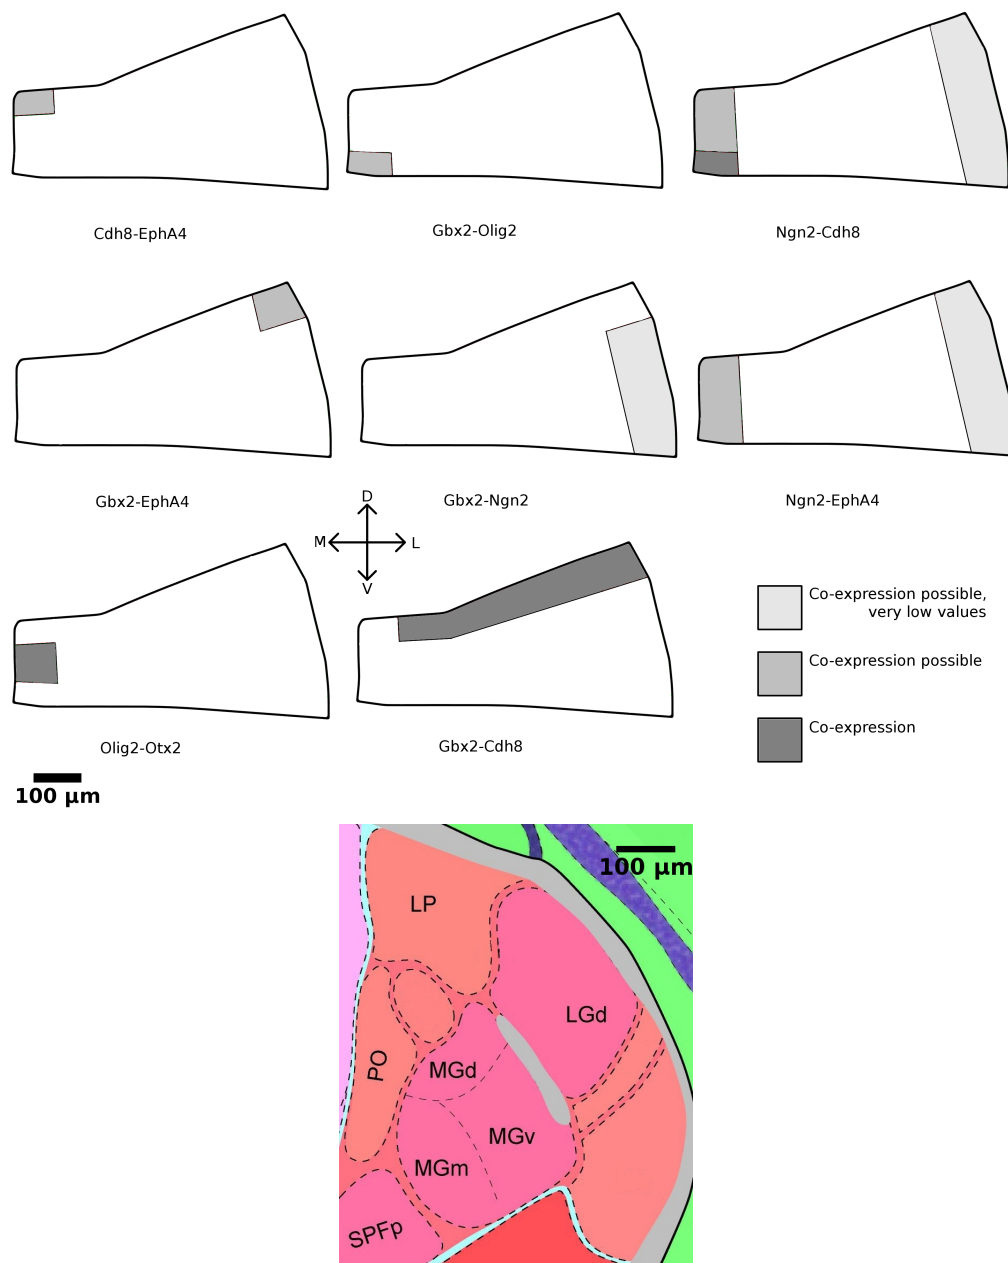 Cdh8-EphA4
Gbx2-Olig2
Ngn2-Cdh8
Gbx2-EphA4
Gbx2-Ngn2
Ngn2-EphA4
D
M
L
V
Co-expression possible,
very low values
Co-expression possible
Co-expression
Olig2-Otx2
Gbx2-Cdh8
100 μm
100 μm
LP
LGd
PO
MGd
MGv
MGm
SPFp